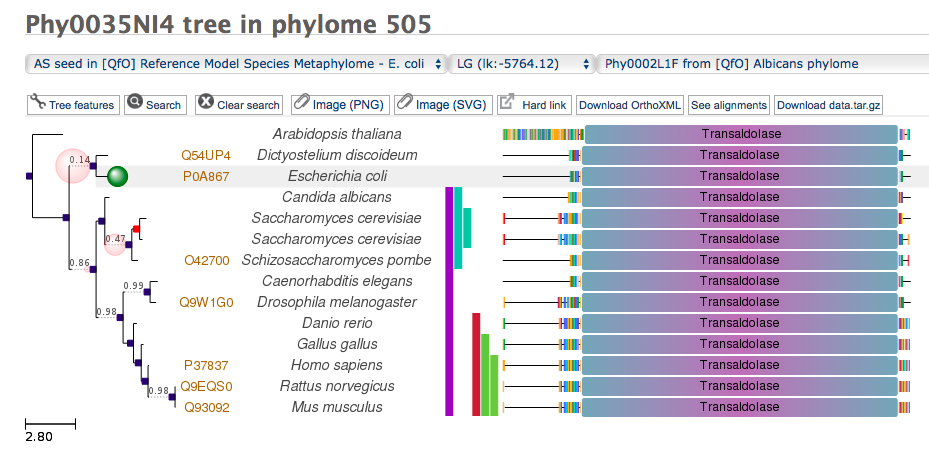 Phy0035NI4 tree in phylome 505
AS seed in [QfO] Reference Model Species Metaphylome - E. coli LG (lk:-5764.12) Phy0002L1F from [QfO] Albicans phylome
Tree features Search Clear search Image (PNG) Image (SVG) Hard link Download OrthoXML See alignments Download data.tar.gz
Arabidopsis thaliana Transaldolase
0.14 Q54UP4 Dictyostelium discoideum Transaldolase
P0A867 Escherichia coli Transaldolase
Candida albicans Transaldolase
Saccharomyces cerevisiae Transaldolase
0.47 Saccharomyces cerevisiae Transaldolase
0.86 O42700 Schizosaccharomyces pombe Transaldolase
0.99 Caenorhabditis elegans Transaldolase
Q9W1G0 Drosophila melanogaster Transaldolase
0.98 Danio rerio Transaldolase
Gallus gallus Transaldolase
P37837 Homo sapiens Transaldolase
0.98 Q9EQS0 Rattus norvegicus Transaldolase
Q93092 Mus musculus Transaldolase
2.80